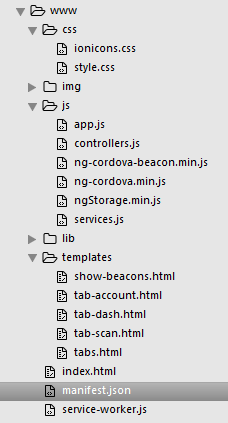 www
css
ionicons.css
style.css
img
js
app.js
controllers.js
ng-cordova-beacon.min.js
ng-cordova.min.js
ngStorage.min.js
services.js
lib
templates
show-beacons.html
tab-account.html
tab-dash.html
tab-scan.html
tabs.html
index.html
manifest.json
service-worker.js